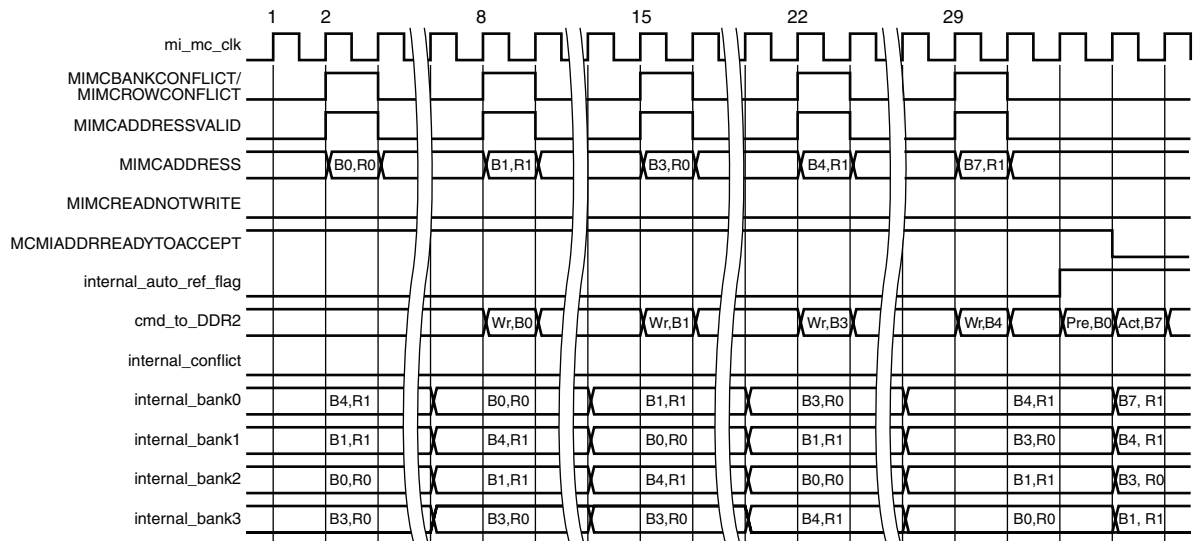 1 2 8 15 22 29
mi_mc_clk
MIMCBANKCONFLICT/
MIMCROWCONFLICT
MIMCADDRESSVALID
MIMCADDRESS B0,R0 B1,R1 B3,R0 B4,R1 B7,R1
MIMCREADNOTWRITE
MCMIADDRREADYTOACCEPT
internal_auto_ref_flag
cmd_to_DDR2 Wr,B0 Wr,B1 Wr,B3 Wr,B4 Pre,B0 Act,B7
internal_conflict
internal_bank0 B4,R1 B0,R0 B1,R1 B3,R0 B4,R1 B7, R1
internal_bank1 B1,R1 B4,R1 B0,R0 B1,R1 B3,R0 B4, R1
internal_bank2 B0,R0 B1,R1 B4,R1 B0,R0 B1,R1 B3, R0
internal_bank3 B3,R0 B3,R0 B3,R0 B4,R1 B0,R0 B1, R1